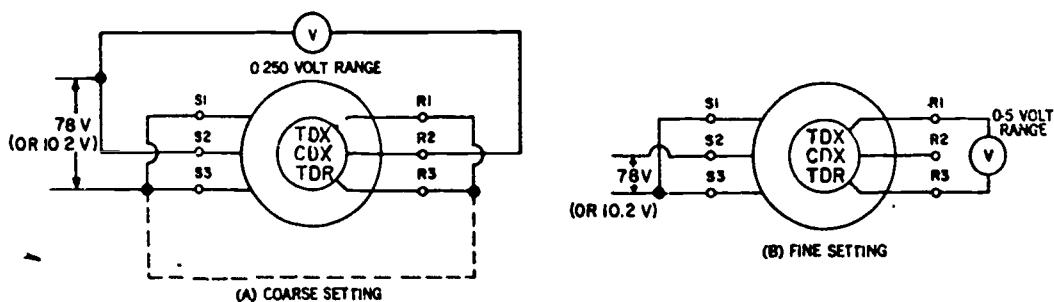 V
0 250 VOLT RANGE
S1
R1
78 V
(OR 10 2 V)
TDX
S2
CDX
R2
TDR
S3
R3
(A) COARSE SETTING
S1
R1
0-5 VOLT
RANGE
TDX
S2
CDX
R2
V
78V
TDR
S3
R3
(OR 10.2 V)
(B) FINE SETTING